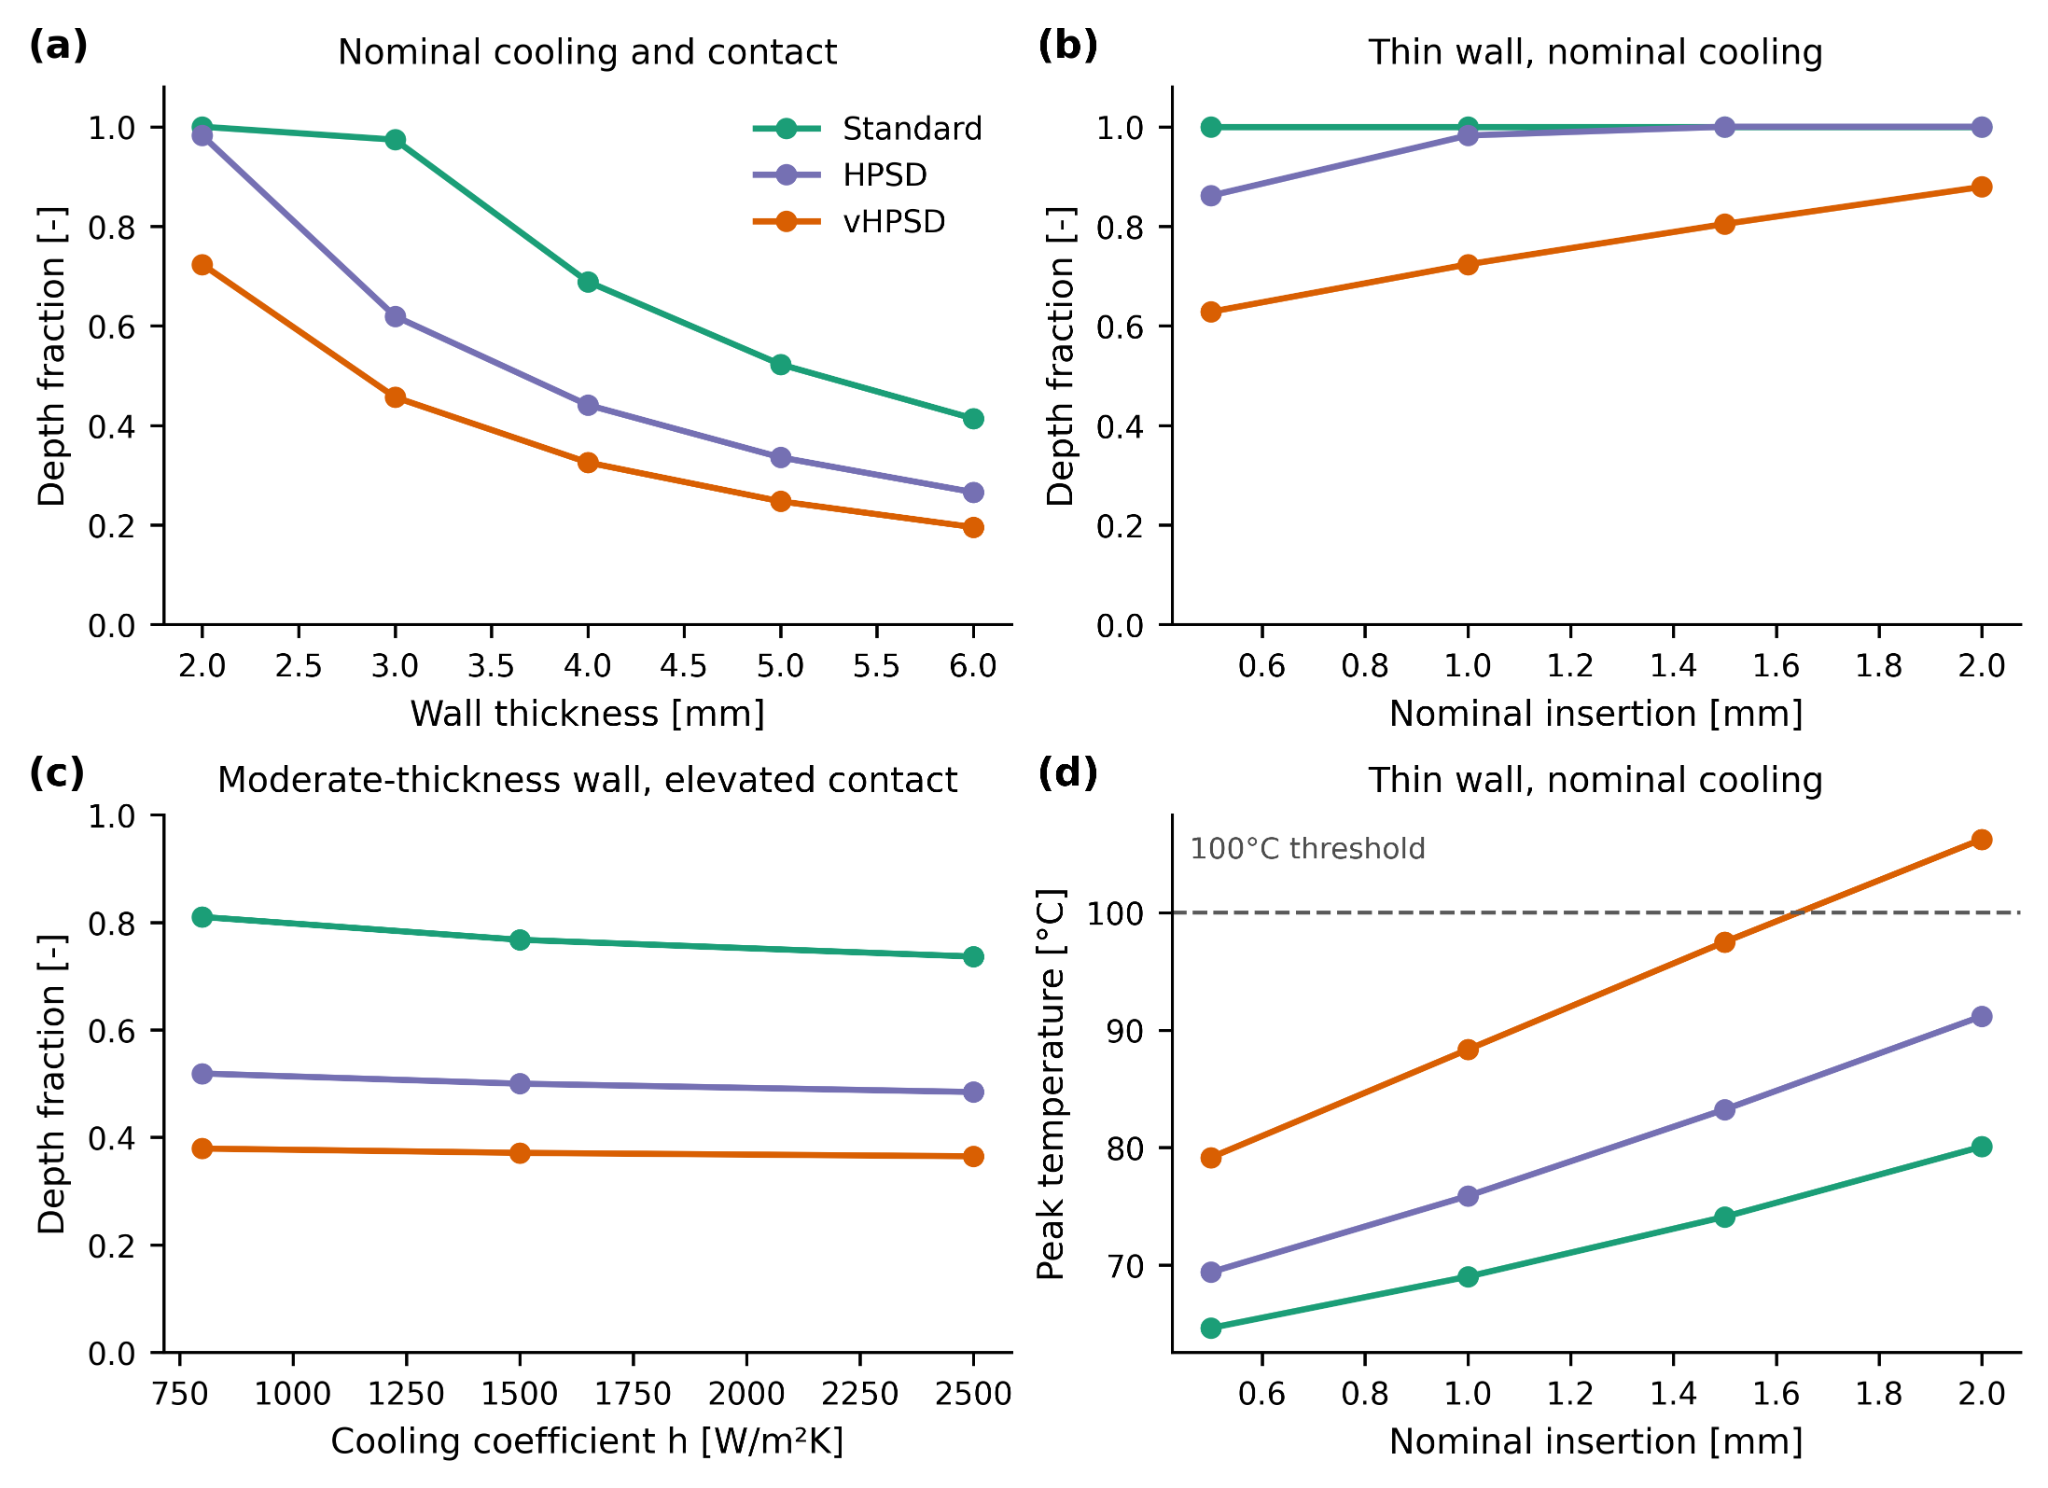 (a)
Nominal cooling and contact
Depth fraction [-]
1.0
0.8
0.6
0.4
0.2
0.0
Standard
HPSD
vHPSD
2.0 2.5 3.0 3.5 4.0 4.5 5.0 5.5 6.0
Wall thickness [mm]
(b)
Thin wall, nominal cooling
Depth fraction [-]
1.0
0.8
0.6
0.4
0.2
0.0
0.6 0.8 1.0 1.2 1.4 1.6 1.8 2.0
Nominal insertion [mm]
(c)
Moderate-thickness wall, elevated contact
Depth fraction [-]
1.0
0.8
0.6
0.4
0.2
0.0
750 1000 1250 1500 1750 2000 2250 2500
Cooling coefficient h [W/m²K]
(d)
Thin wall, nominal cooling
Peak temperature [°C]
100°C threshold
100
90
80
70
0.6 0.8 1.0 1.2 1.4 1.6 1.8 2.0
Nominal insertion [mm]